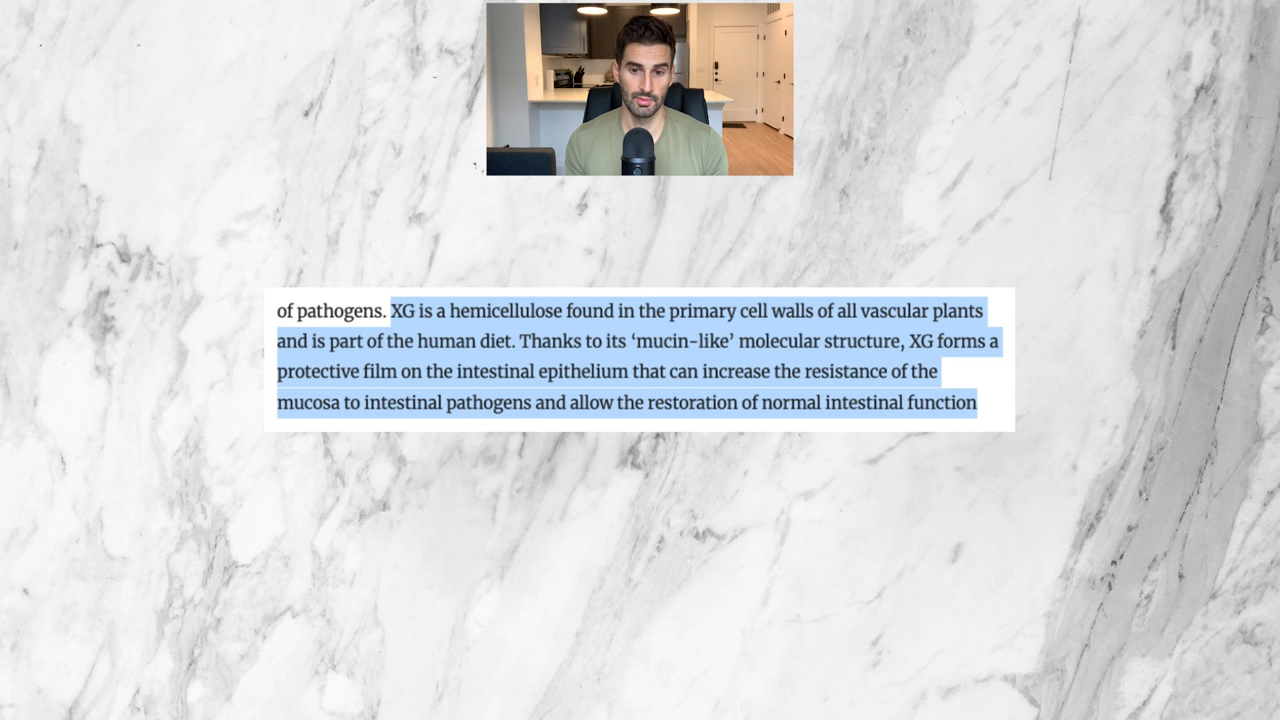 of pathogens. XG is a hemicellulose found in the primary cell walls of all vascular plants
and is part of the human diet. Thanks to its ‘mucin-like’ molecular structure, XG forms a
protective film on the intestinal epithelium that can increase the resistance of the
mucosa to intestinal pathogens and allow the restoration of normal intestinal function